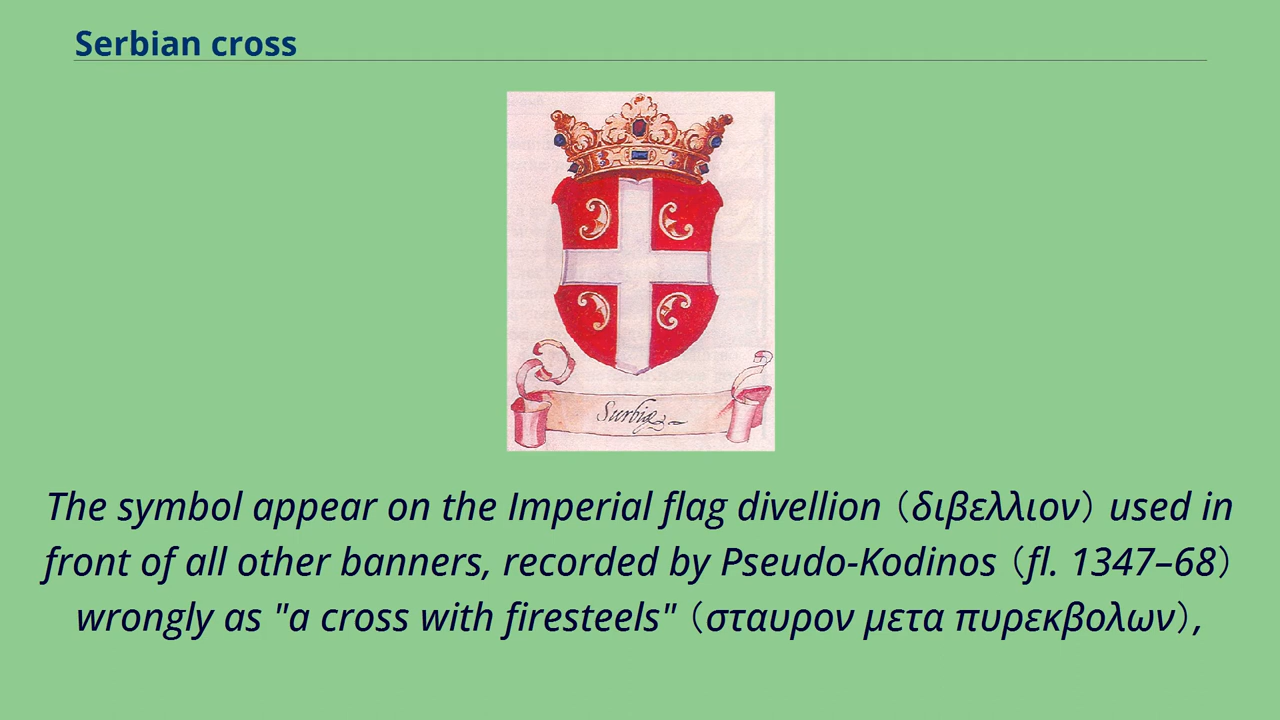 Serbian cross
Surbiæ
The symbol appear on the Imperial flag divellion （διβελλιον） used in
front of all other banners, recorded by Pseudo-Kodinos （fl. 1347–68）
wrongly as "a cross with firesteels" （σταυρον μετα πυρεκβολων）,